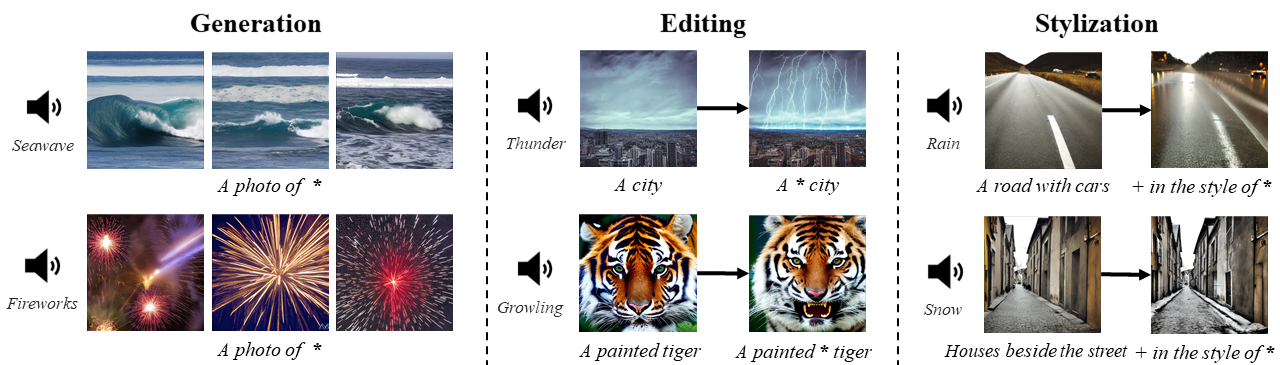 Generation
Editing
Stylization
Seawave
A photo of *
Fireworks
A photo of *
Thunder
A city
A * city
Growling
A painted tiger
A painted * tiger
Rain
A road with cars
+ in the style of *
Snow
Houses beside the street
+ in the style of *